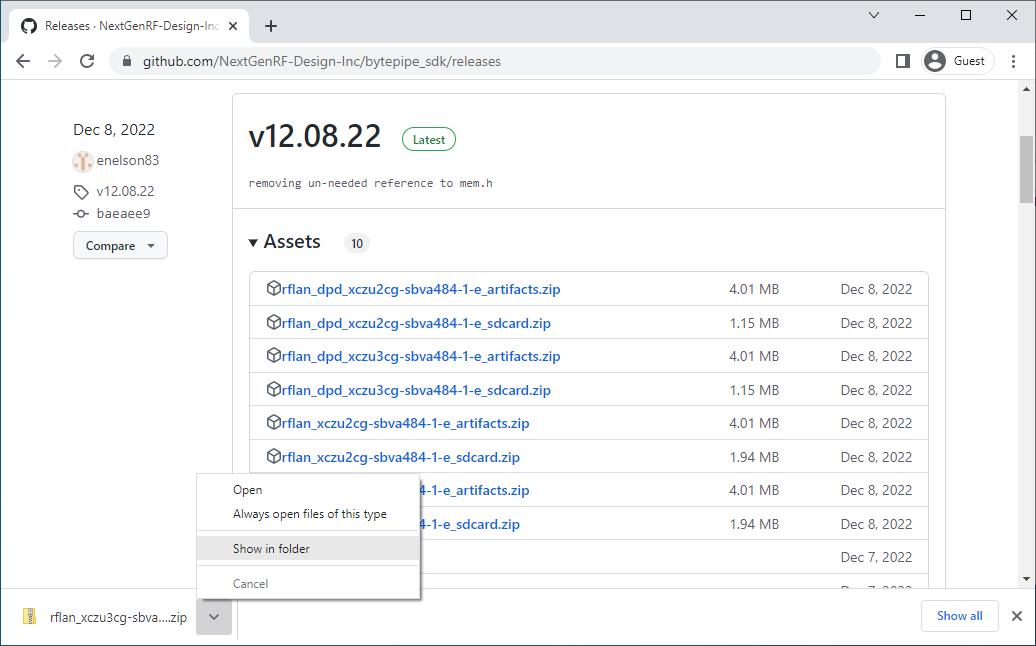 Releases · NextGenRF-Design-Inc
github.com/NextGenRF-Design-Inc/bytepipe_sdk/releases
Guest
Dec 8, 2022
enelson83
v12.08.22
baeaee9
Compare
v12.08.22 Latest
removing un-needed reference to mem.h
Assets 10
rflan_dpd_xczu2cg-sbva484-1-e_artifacts.zip 4.01 MB Dec 8, 2022
rflan_dpd_xczu2cg-sbva484-1-e_sdcard.zip 1.15 MB Dec 8, 2022
rflan_dpd_xczu3cg-sbva484-1-e_artifacts.zip 4.01 MB Dec 8, 2022
rflan_dpd_xczu3cg-sbva484-1-e_sdcard.zip 1.15 MB Dec 8, 2022
rflan_xczu2cg-sbva484-1-e_artifacts.zip 4.01 MB Dec 8, 2022
rflan_xczu2cg-sbva484-1-e_sdcard.zip 1.94 MB Dec 8, 2022
4-1-e_artifacts.zip 4.01 MB Dec 8, 2022
4-1-e_sdcard.zip 1.94 MB Dec 8, 2022
Dec 7, 2022
Open
Always open files of this type
Show in folder
Cancel
rflan_xczu3cg-sbva....zip
Show all